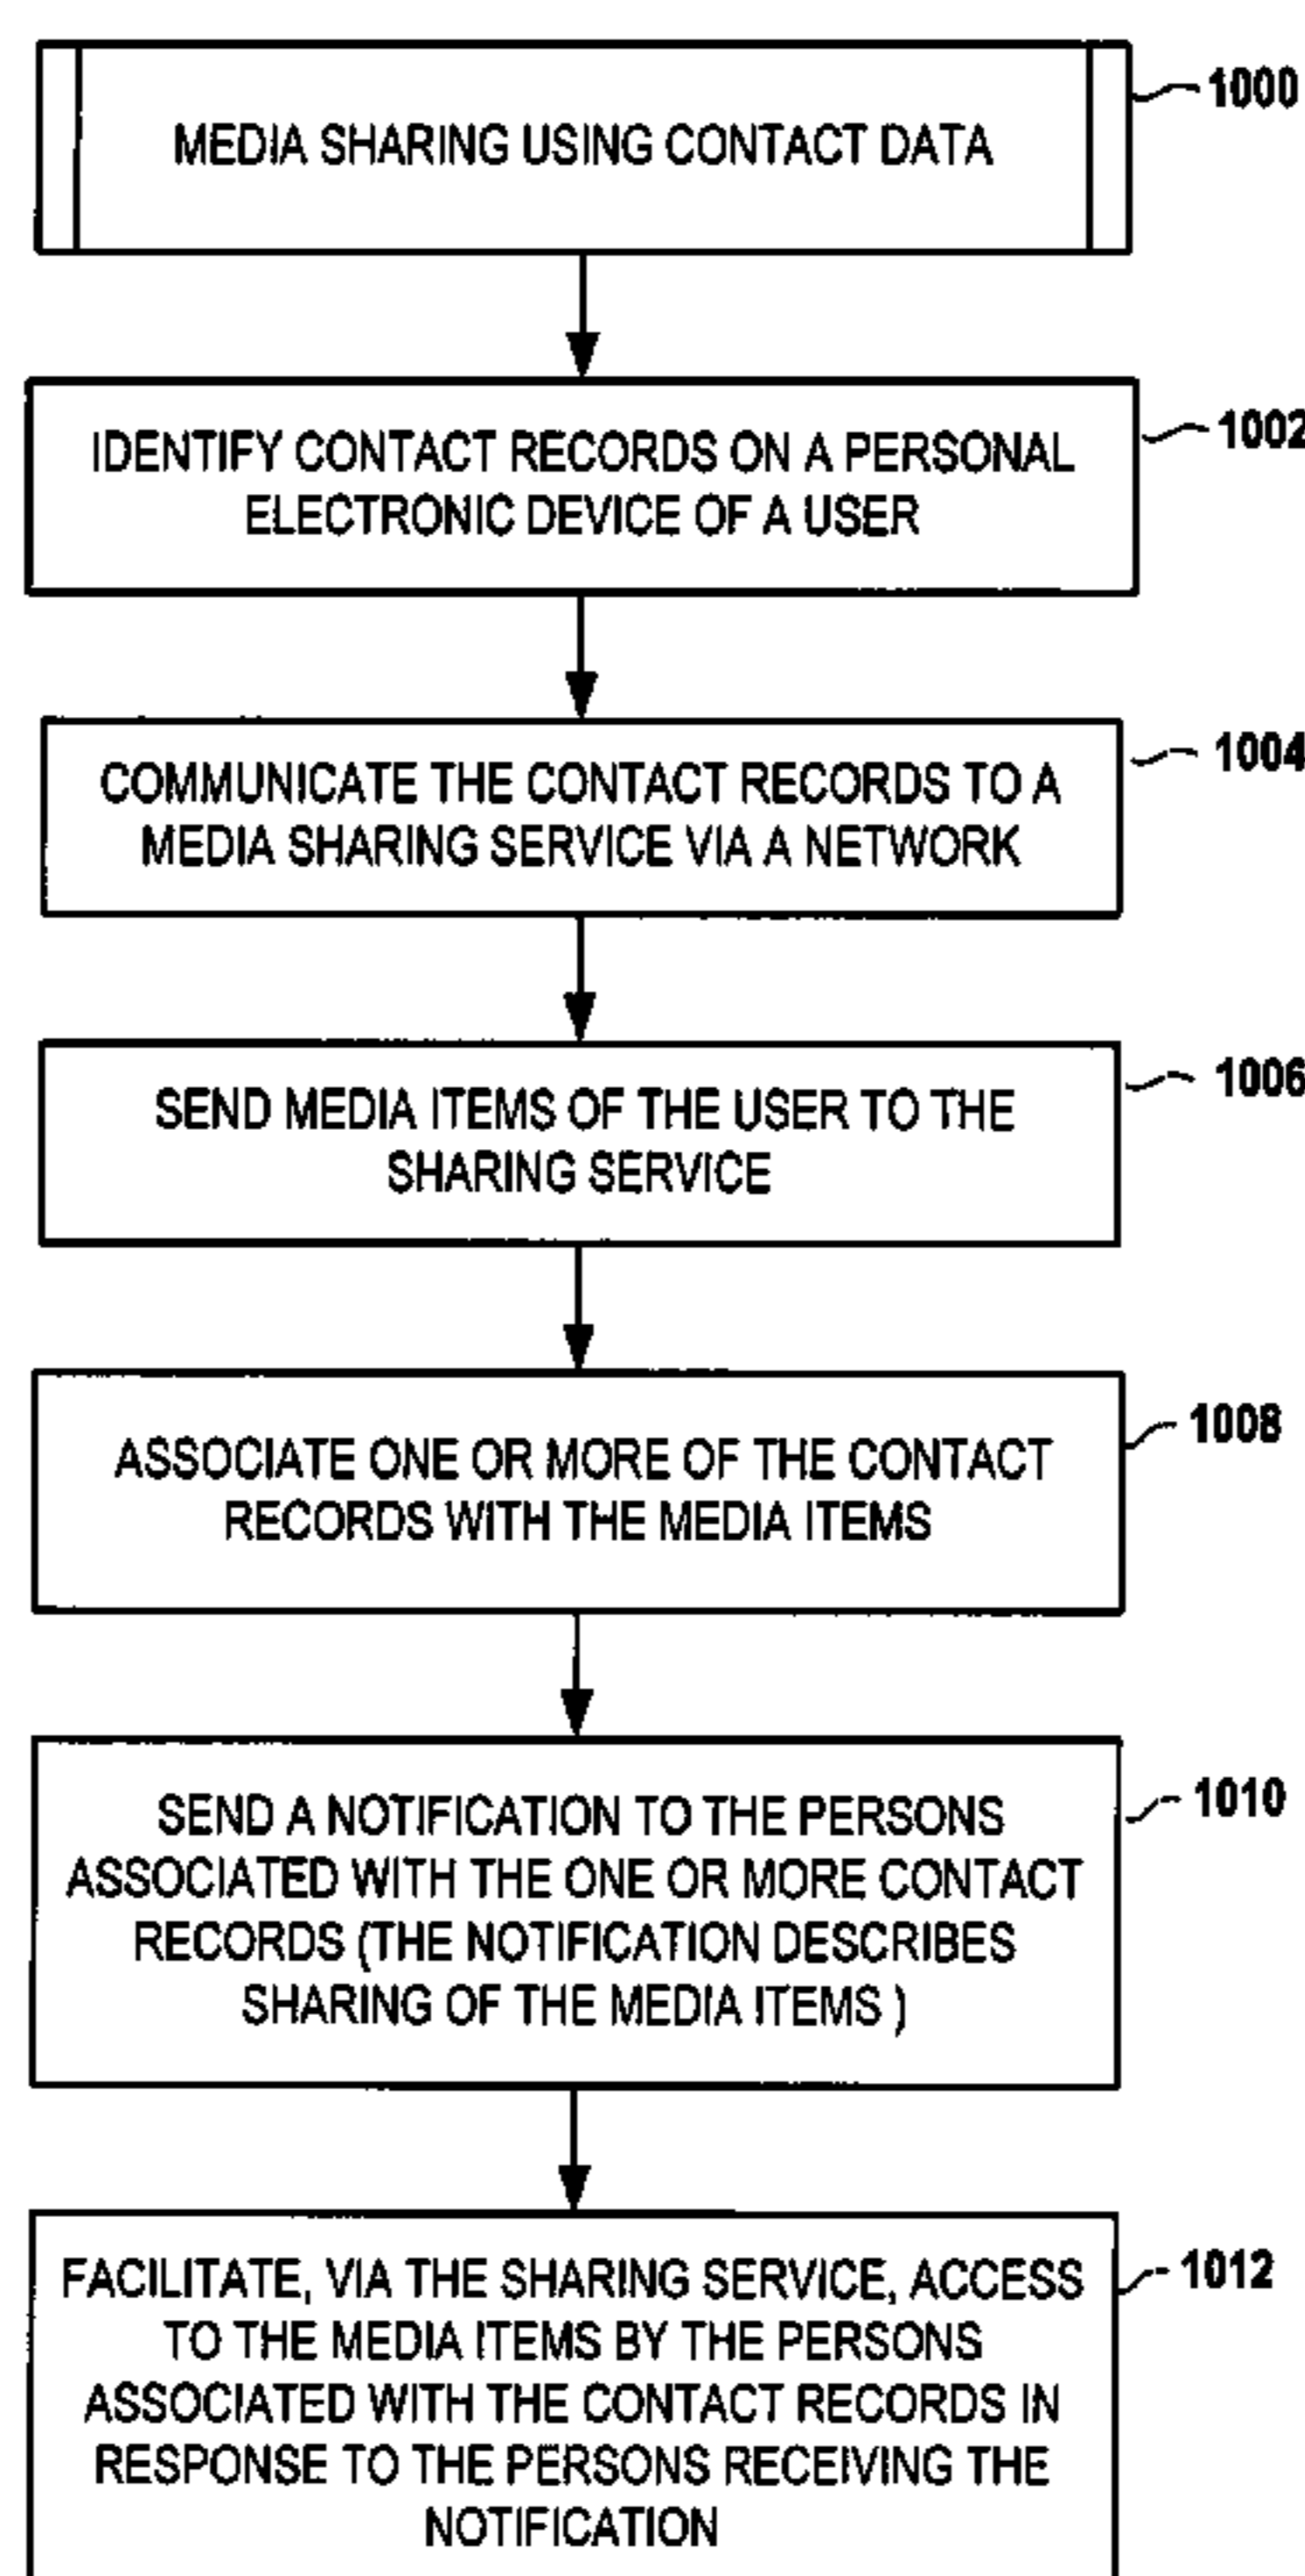 MEDIA SHARING USING CONTACT DATA
1000
IDENTIFY CONTACT RECORDS ON A PERSONAL
ELECTRONIC DEVICE OF A USER
1002
COMMUNICATE THE CONTACT RECORDS TO A
MEDIA SHARING SERVICE VIA A NETWORK
1004
SEND MEDIA ITEMS OF THE USER TO THE
SHARING SERVICE
1006
ASSOCIATE ONE OR MORE OF THE CONTACT
RECORDS WITH THE MEDIA ITEMS
1008
SEND A NOTIFICATION TO THE PERSONS
ASSOCIATED WITH THE ONE OR MORE CONTACT
RECORDS (THE NOTIFICATION DESCRIBES
SHARING OF THE MEDIA ITEMS )
1010
FACILITATE, VIA THE SHARING SERVICE, ACCESS
TO THE MEDIA ITEMS BY THE PERSONS
ASSOCIATED WITH THE CONTACT RECORDS IN
RESPONSE TO THE PERSONS RECEIVING THE
NOTIFICATION
1012